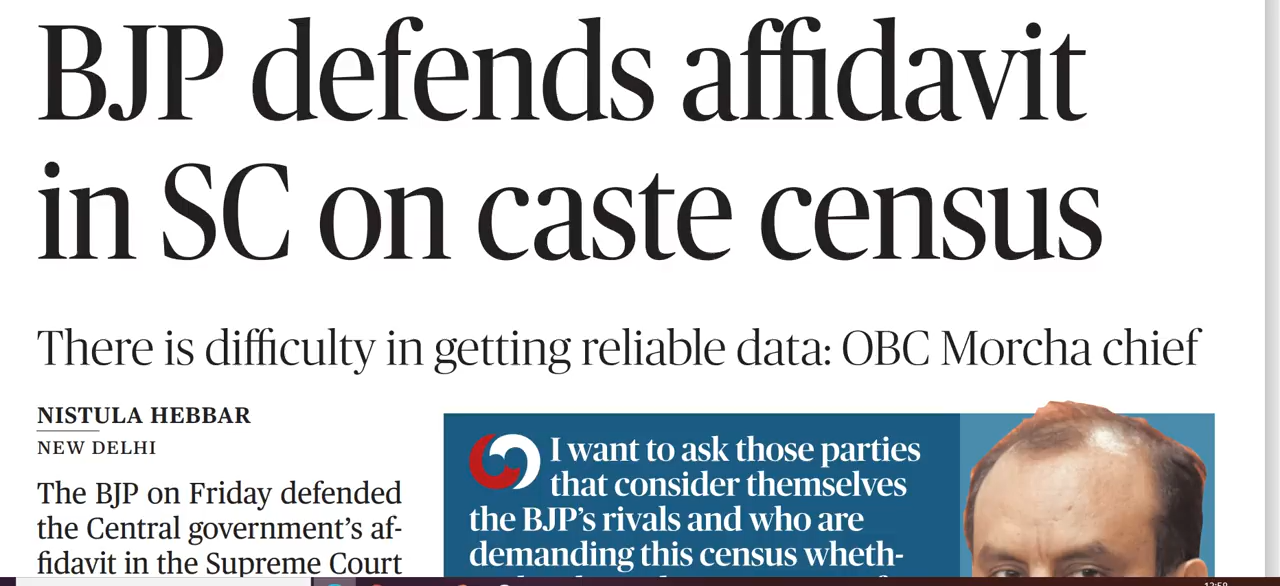 BJP defends affidavit
in SC on caste census
There is difficulty in getting reliable data: OBC Morcha chief
NISTULA HEBBAR
NEW DELHI
The BJP on Friday defended
the Central government's af-
fidavit in the Supreme Court
I want to ask those parties
that consider themselves
the BJP's rivals and who are
demanding this census wheth-